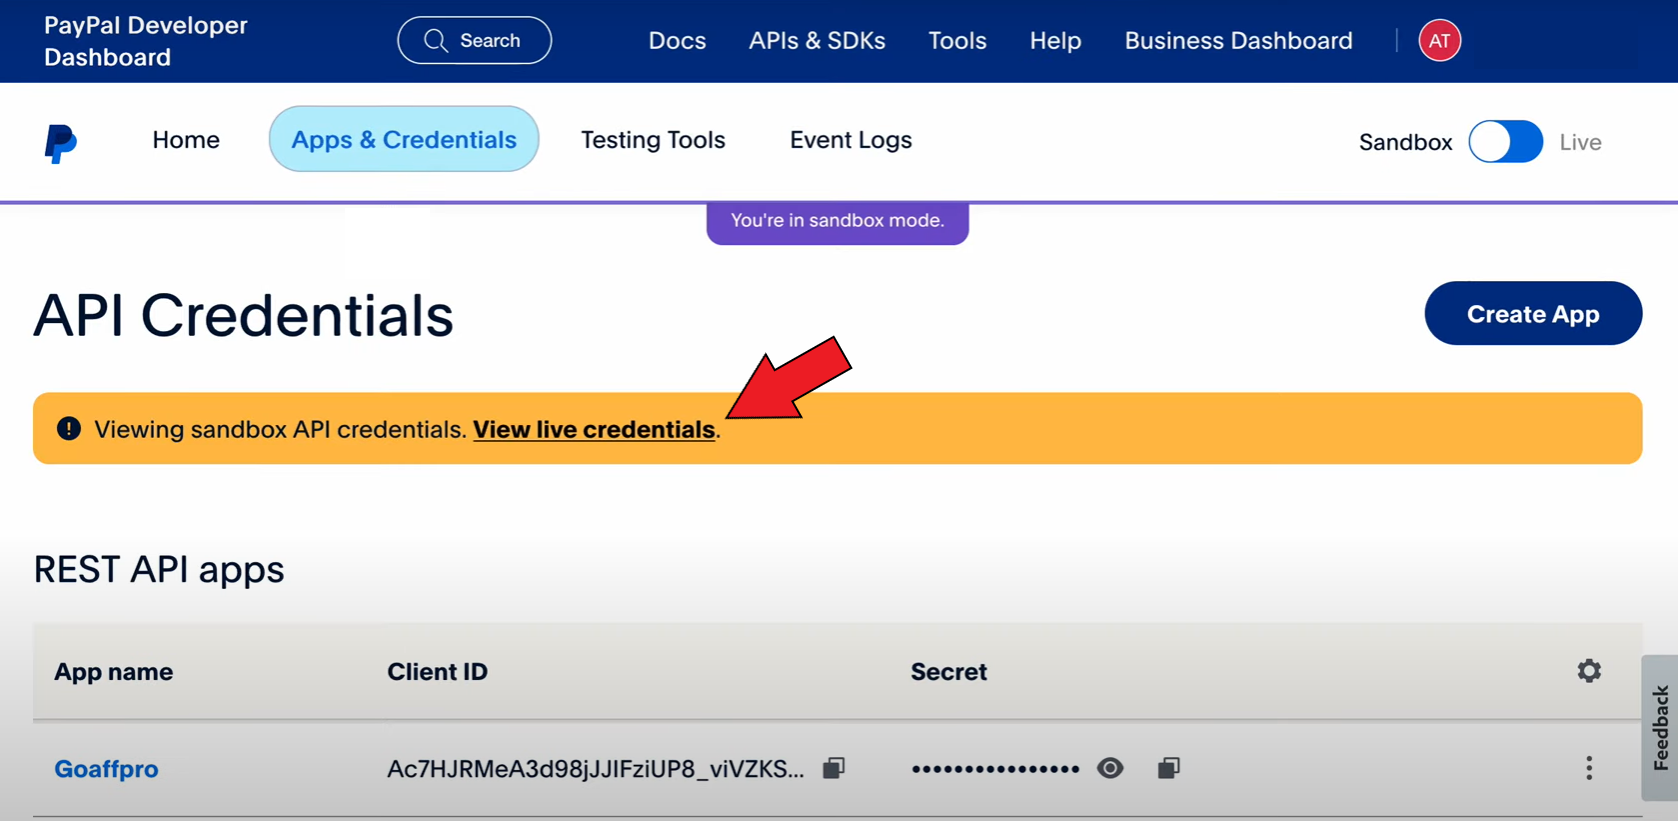 PayPal Developer
Dashboard
Search
Docs
APIs & SDKs
Tools
Help
Business Dashboard
AT
Home
Apps & Credentials
Testing Tools
Event Logs
Sandbox
Live
You're in sandbox mode.
API Credentials
Create App
Viewing sandbox API credentials. View live credentials.
REST API apps
App name
Client ID
Secret
Goaffpro
Ac7HJRMeA3d98jJJIFziUP8_viVZKS...
••••••••••••••••
Feedback